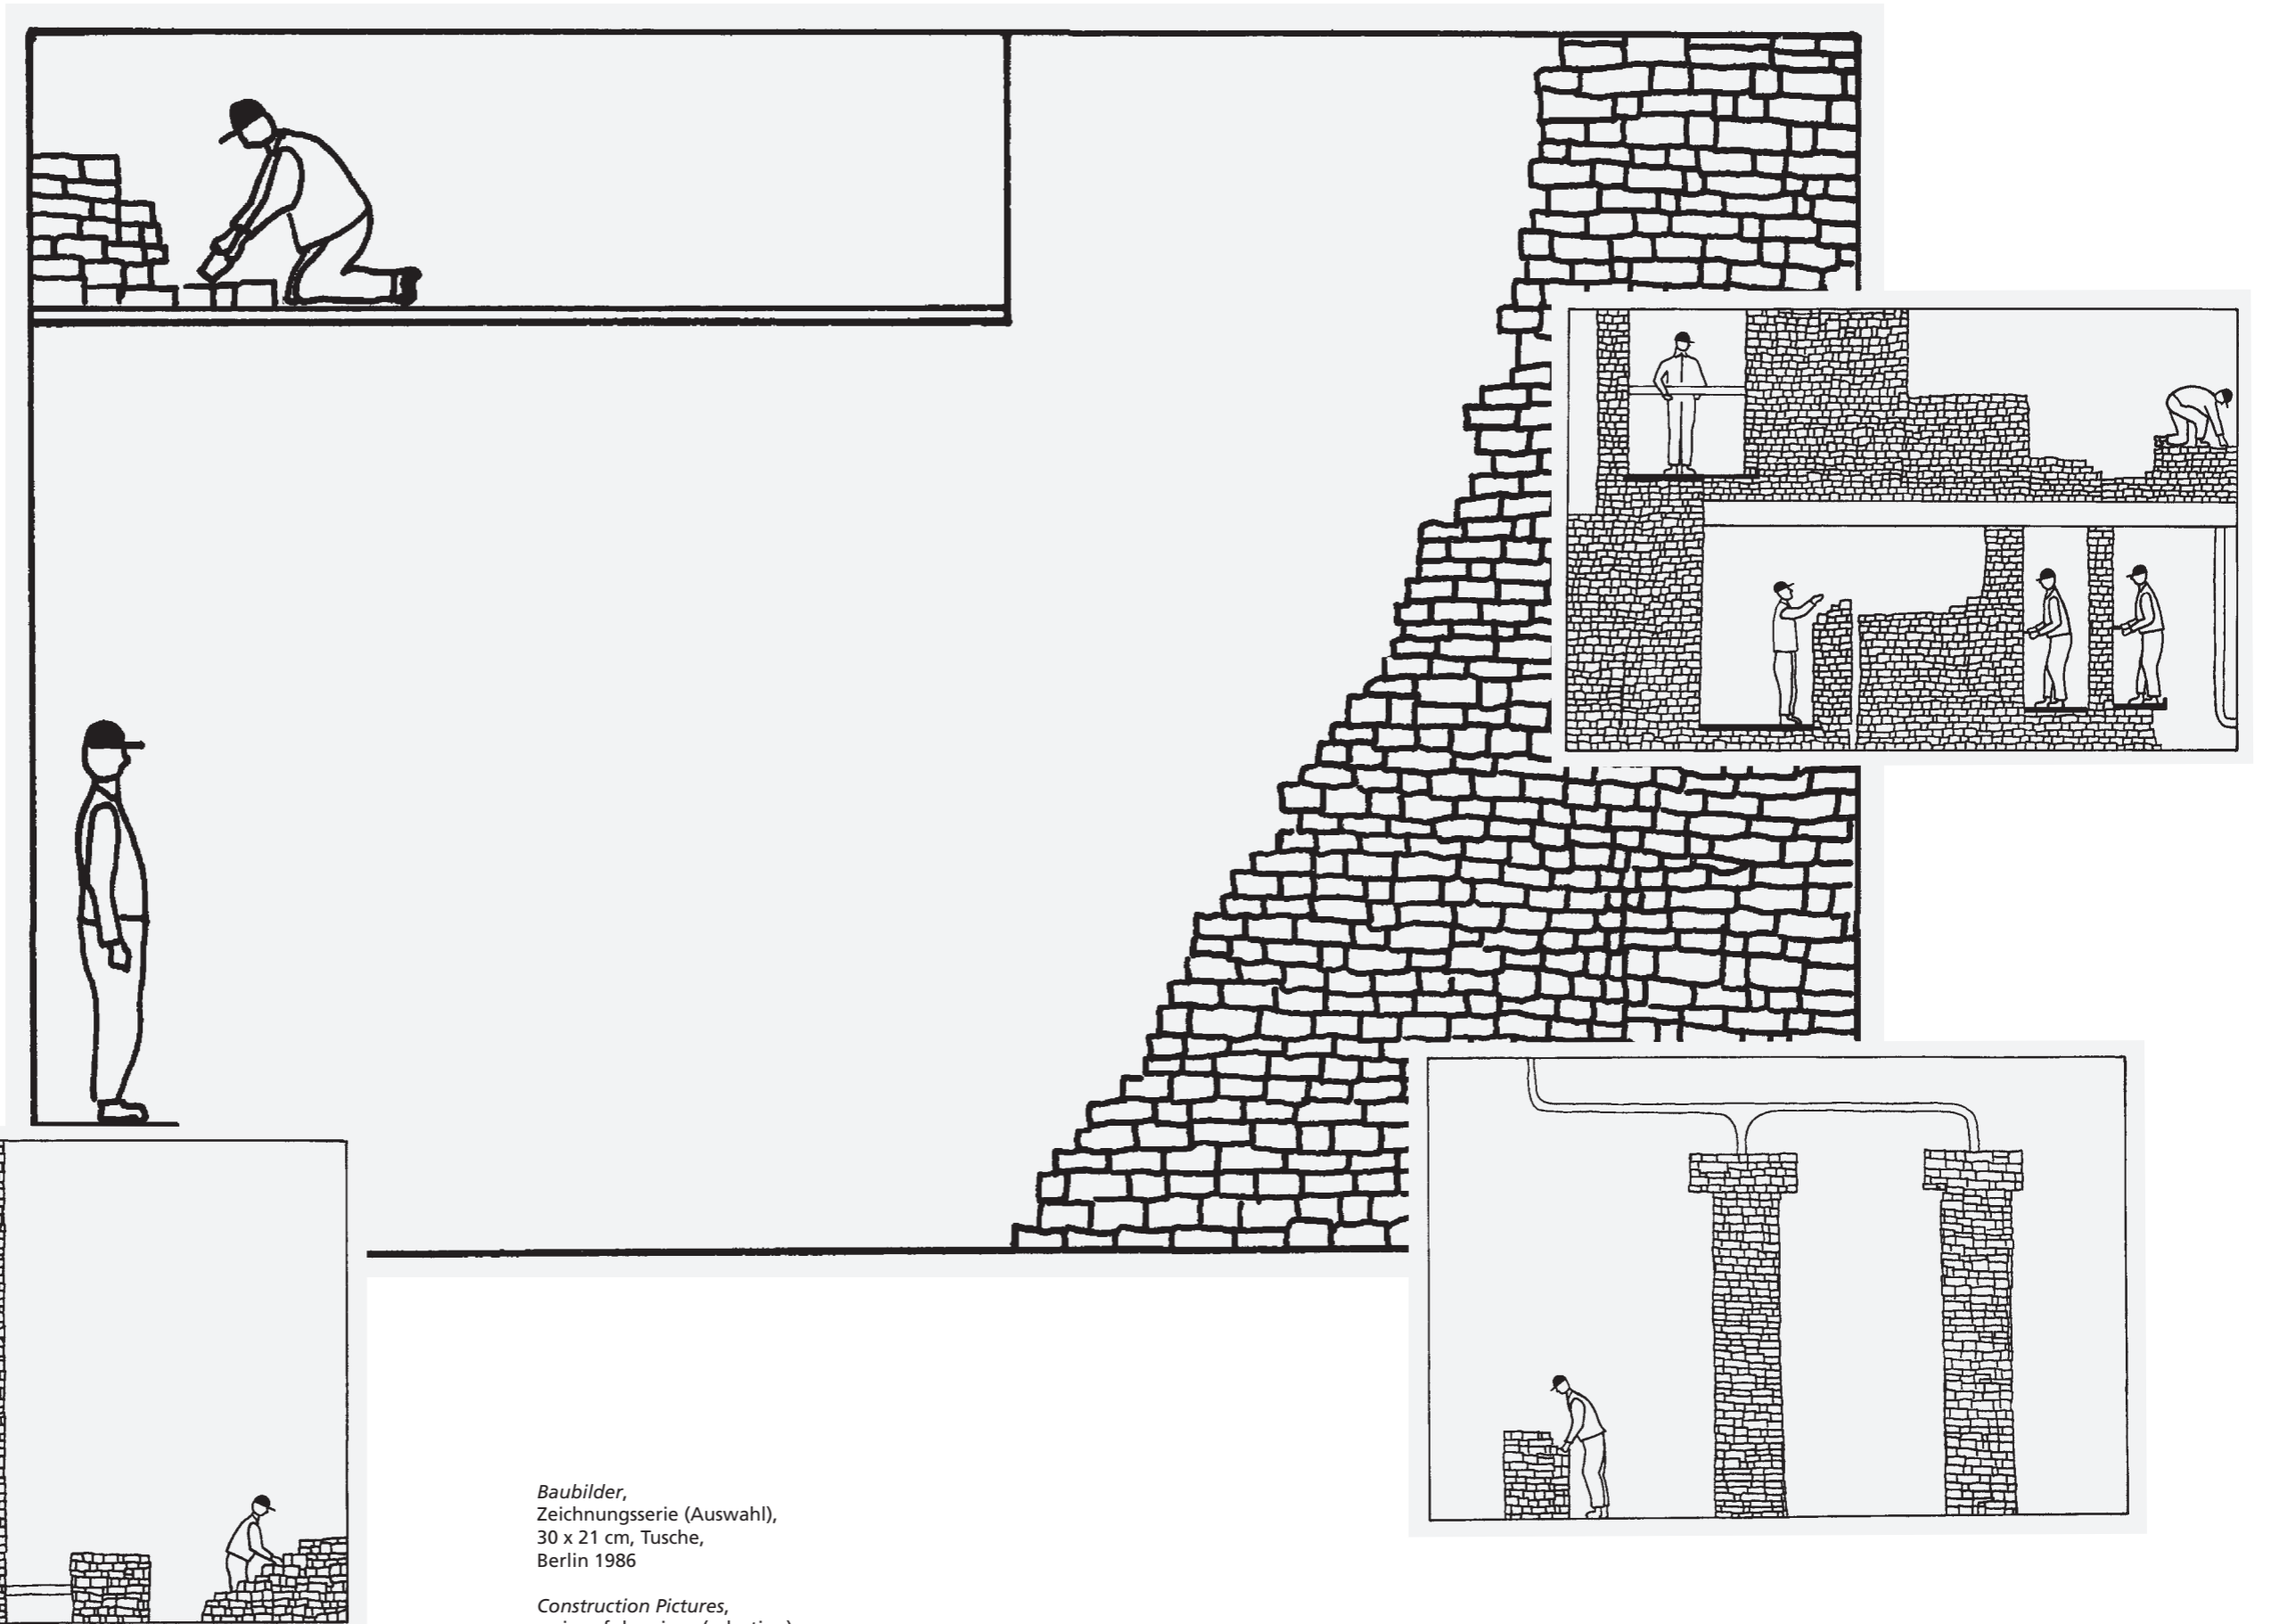 Baubilder,
Zeichnungsserie (Auswahl),
30 x 21 cm, Tusche,
Berlin 1986
Construction Pictures,